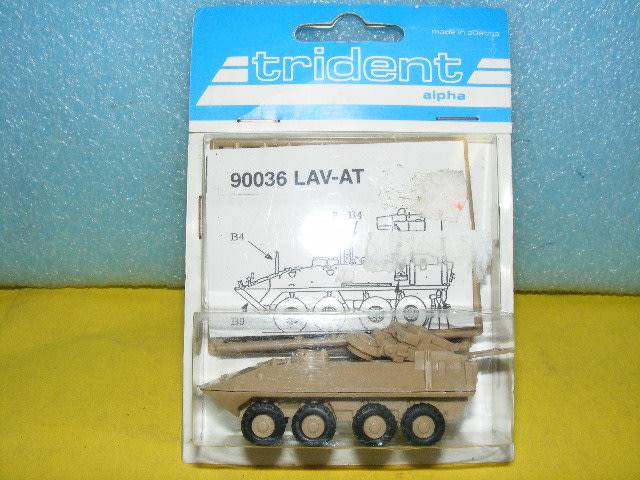 made in austria
trident
alpha
90036 LAV-AT
B4
B4
B9